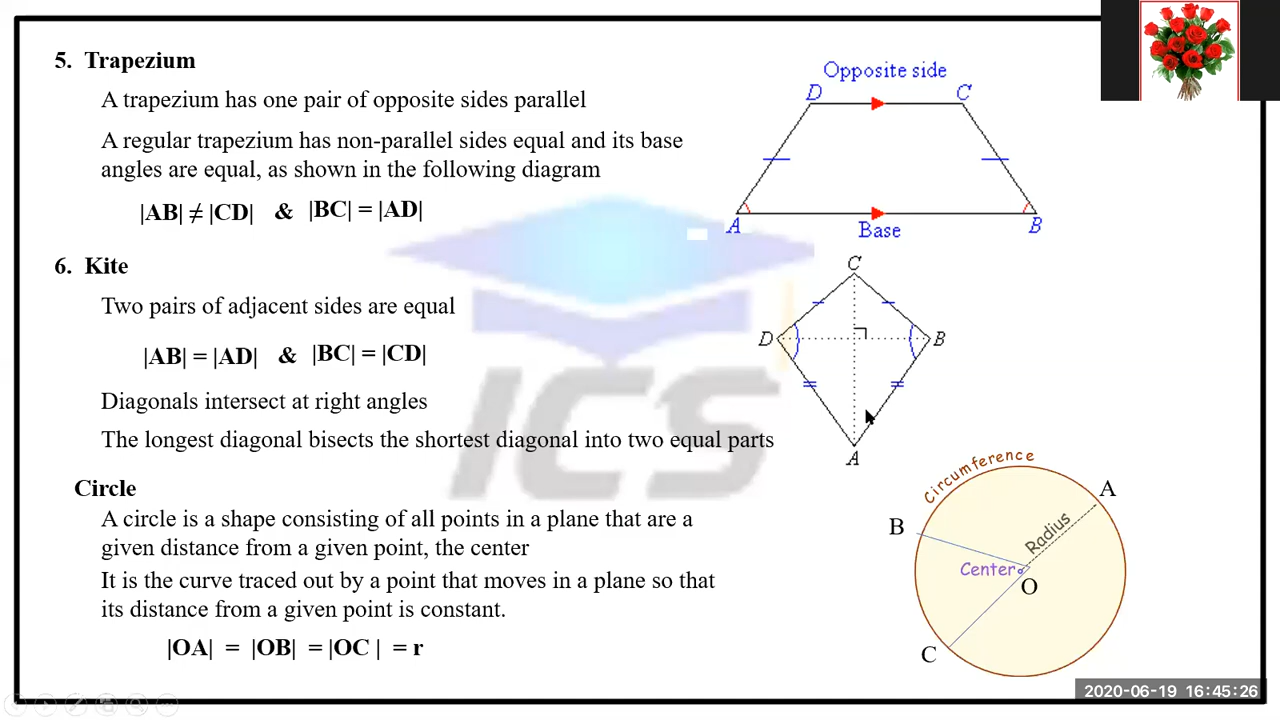 5. Trapezium
A trapezium has one pair of opposite sides parallel
A regular trapezium has non-parallel sides equal and its base
angles are equal, as shown in the following diagram
|AB| ≠ |CD| & |BC| = |AD|
Opposite side
D C
A B
Base
6. Kite
Two pairs of adjacent sides are equal
|AB| = |AD| & |BC| = |CD|
Diagonals intersect at right angles
The longest diagonal bisects the shortest diagonal into two equal parts
C
D B
A
ICS
Circle
A circle is a shape consisting of all points in a plane that are a
given distance from a given point, the center
It is the curve traced out by a point that moves in a plane so that
its distance from a given point is constant.
|OA| = |OB| = |OC | = r
Circumference
A
B
Radius
Center
O
C
2020-06-19 16:45:26